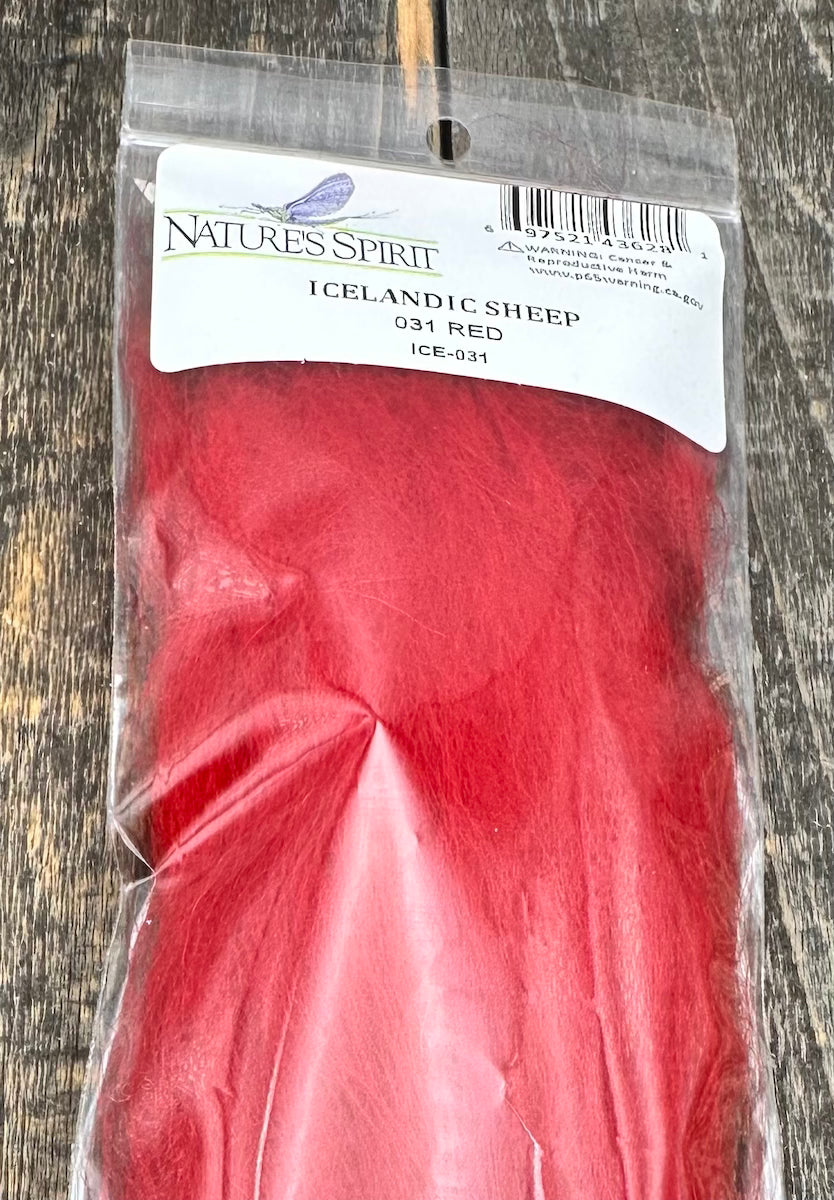 NATURE'S SPIRIT
6 97521 43628 1
WARNING: Cancer &
Reproductive Harm
www.p65warning.ca.gov
ICELANDIC SHEEP
031 RED
ICE-031